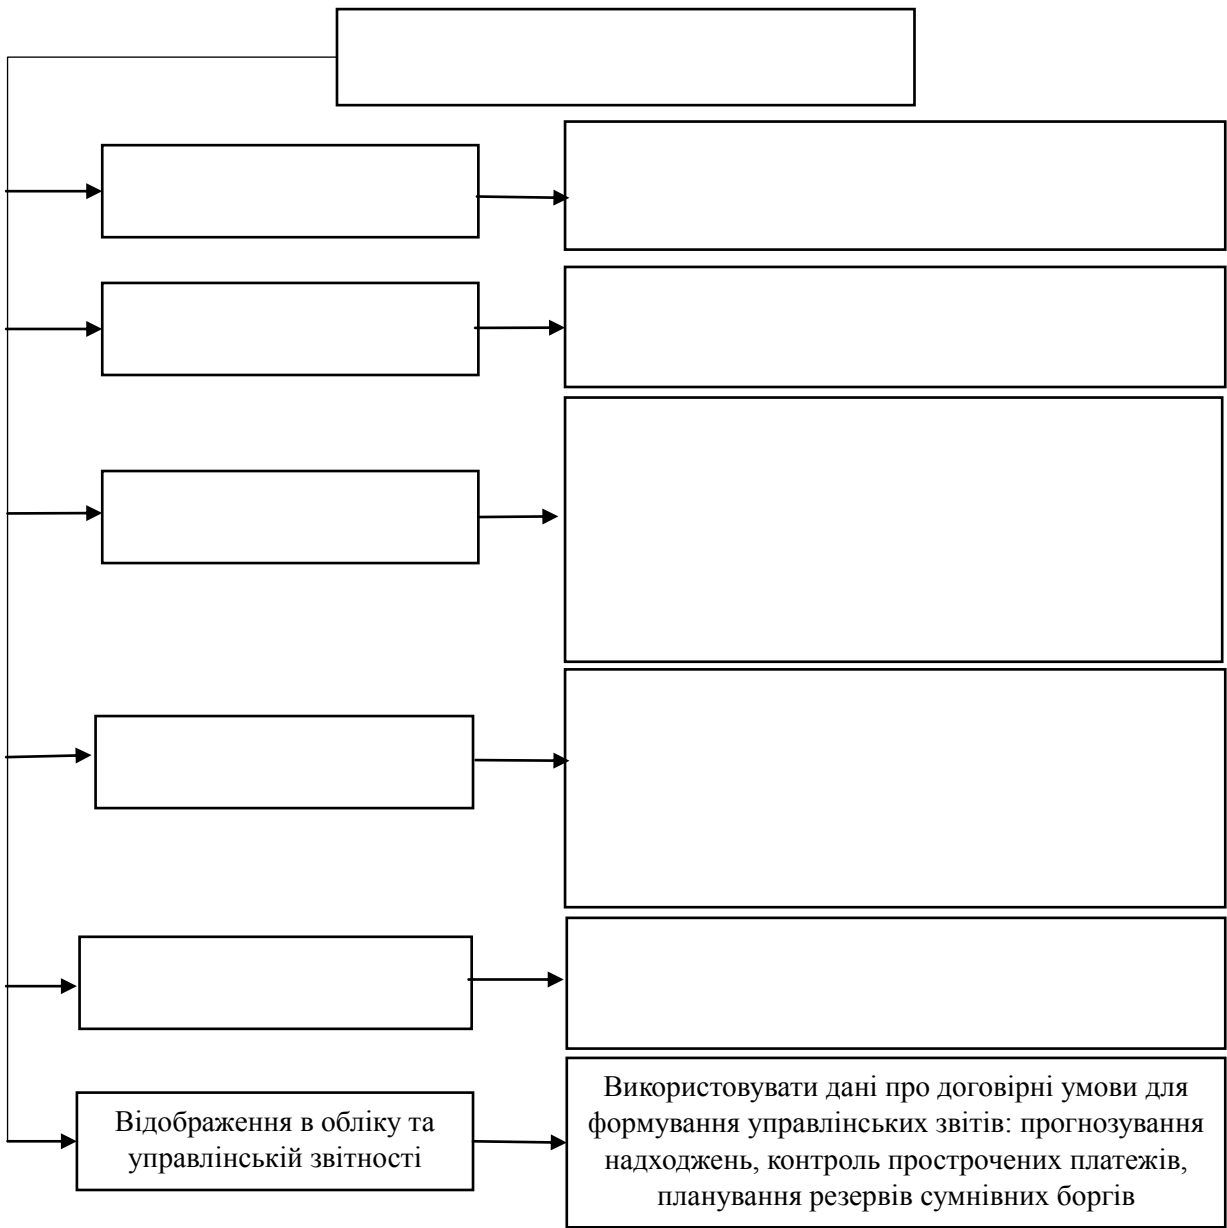 Відображення в обліку та
управлінській звітності
Використовувати дані про договірні умови для
формування управлінських звітів: прогнозування
надходжень, контроль прострочених платежів,
планування резервів сумнівних боргів